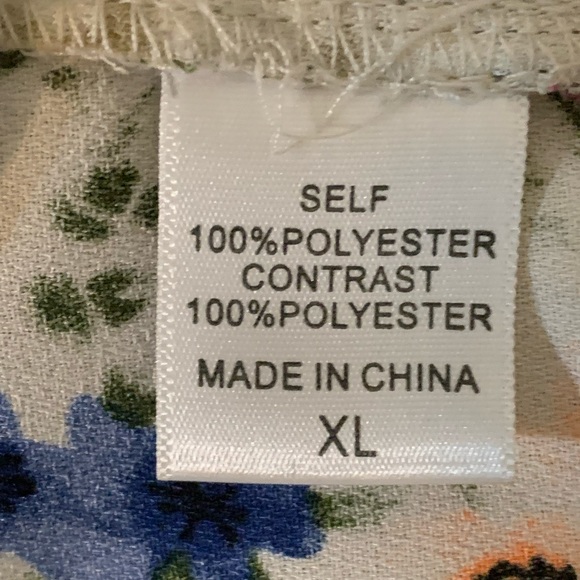 SELF
100%POLYESTER
CONTRAST
100%POLYESTER
MADE IN CHINA
XL